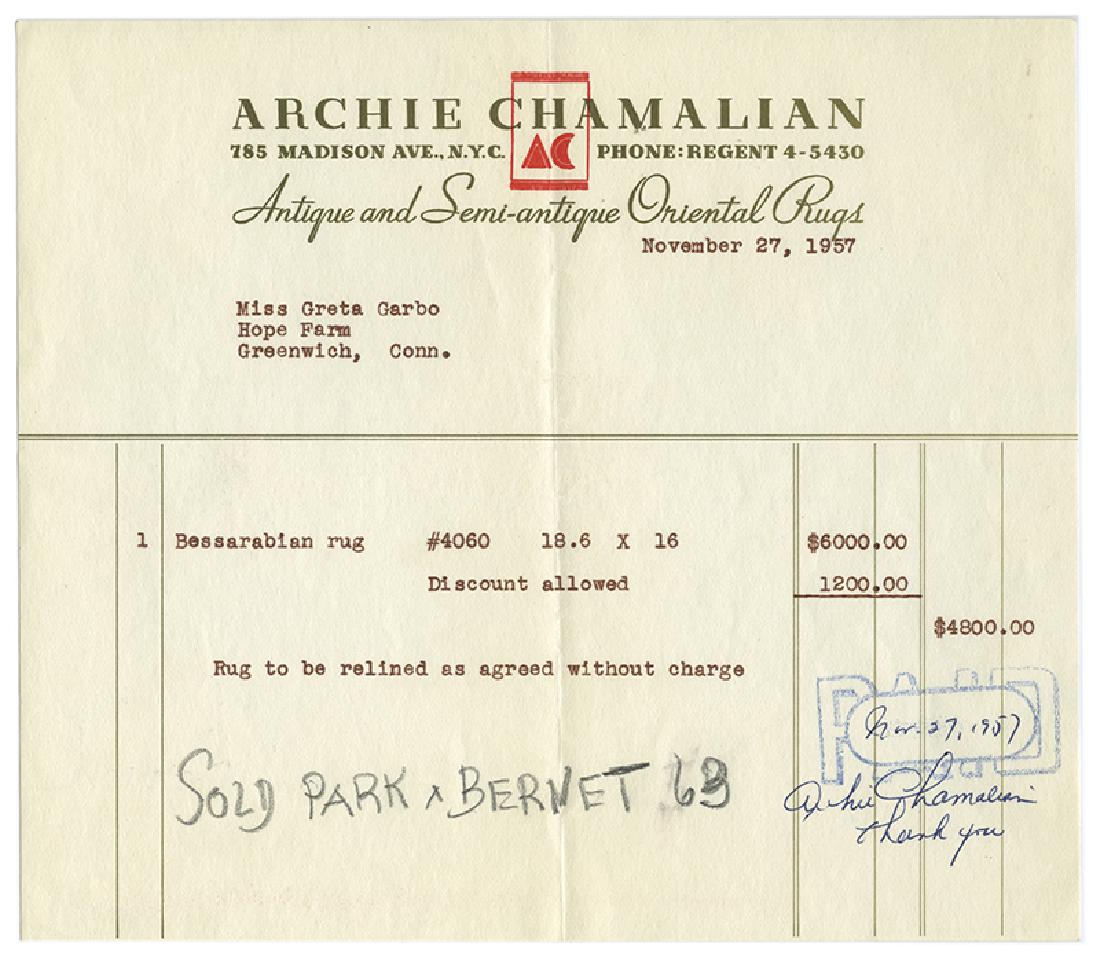 ARCHIE CHAMALIAN
AC
785 MADISON AVE., N.Y.C. PHONE: REGENT 4-5430
Antique and Semi-antique Oriental Rugs
November 27, 1957
Miss Greta Garbo
Hope Farm
Greenwich, Conn.
1 Bessarabian rug #4060 18.6 X 16 $6000.00
Discount allowed 1200.00
$4800.00
Rug to be relined as agreed without charge
PAID
Nov. 27, 1957
SOLD PARK BERNET 63
Archie Chamalian
thank you